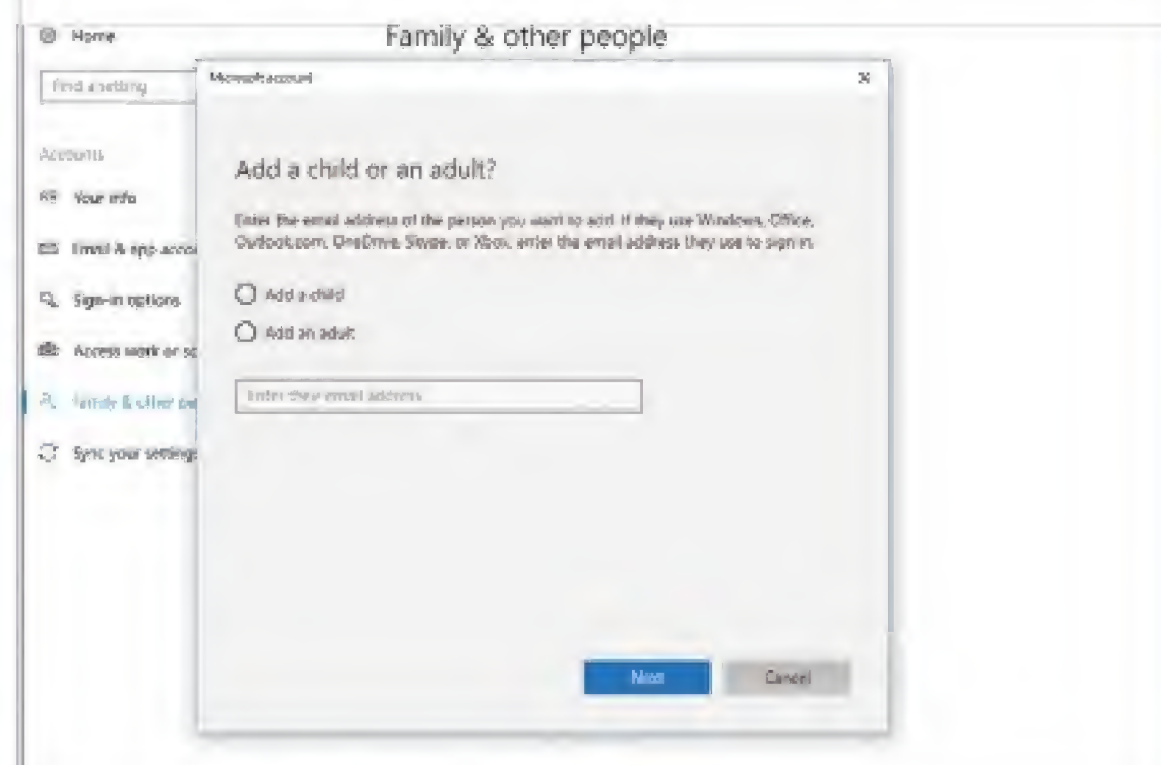 Home
Family & other people
Find a setting
Microsoft account
Accounts
Add a child or an adult?
Your info
Enter the email address of the person you want to add. If they use Windows, Office,
Outlook.com, OneDrive, Skype, or Xbox, enter the email address they use to sign in.
Email & app accou
Add a child
Sign-in options
Add an adult
Access work or sc
Enter their email address
Family & other pe
Sync your settings
Next
Cancel